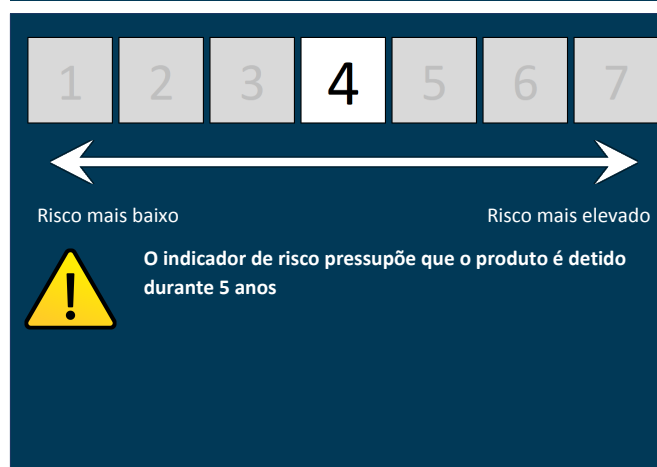 1 2 3 4 5 6 7
Risco mais baixo Risco mais elevado
! O indicador de risco pressupõe que o produto é detido
durante 5 anos